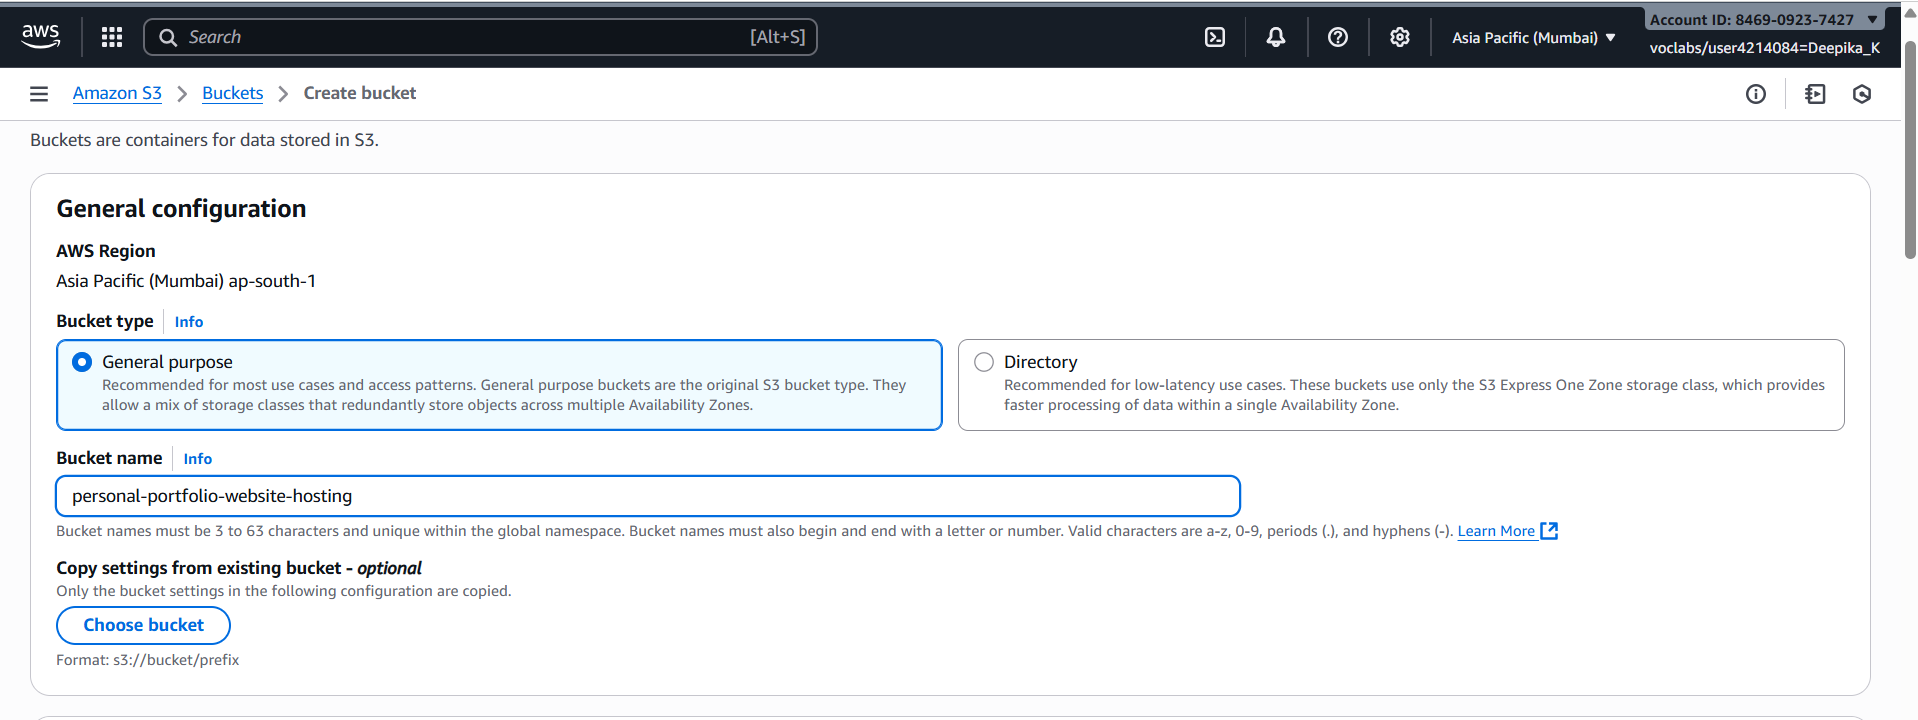 aws
Search [Alt+S]
Asia Pacific (Mumbai)
Account ID: 8469-0923-7427
voclabs/user4214084=Deepika_K
Amazon S3 > Buckets > Create bucket
Buckets are containers for data stored in S3.
General configuration
AWS Region
Asia Pacific (Mumbai) ap-south-1
Bucket type Info
General purpose
Recommended for most use cases and access patterns. General purpose buckets are the original S3 bucket type. They
allow a mix of storage classes that redundantly store objects across multiple Availability Zones.
Directory
Recommended for low-latency use cases. These buckets use only the S3 Express One Zone storage class, which provides
faster processing of data within a single Availability Zone.
Bucket name Info
personal-portfolio-website-hosting
Bucket names must be 3 to 63 characters and unique within the global namespace. Bucket names must also begin and end with a letter or number. Valid characters are a-z, 0-9, periods (.), and hyphens (-). Learn More
Copy settings from existing bucket - optional
Only the bucket settings in the following configuration are copied.
Choose bucket
Format: s3://bucket/prefix